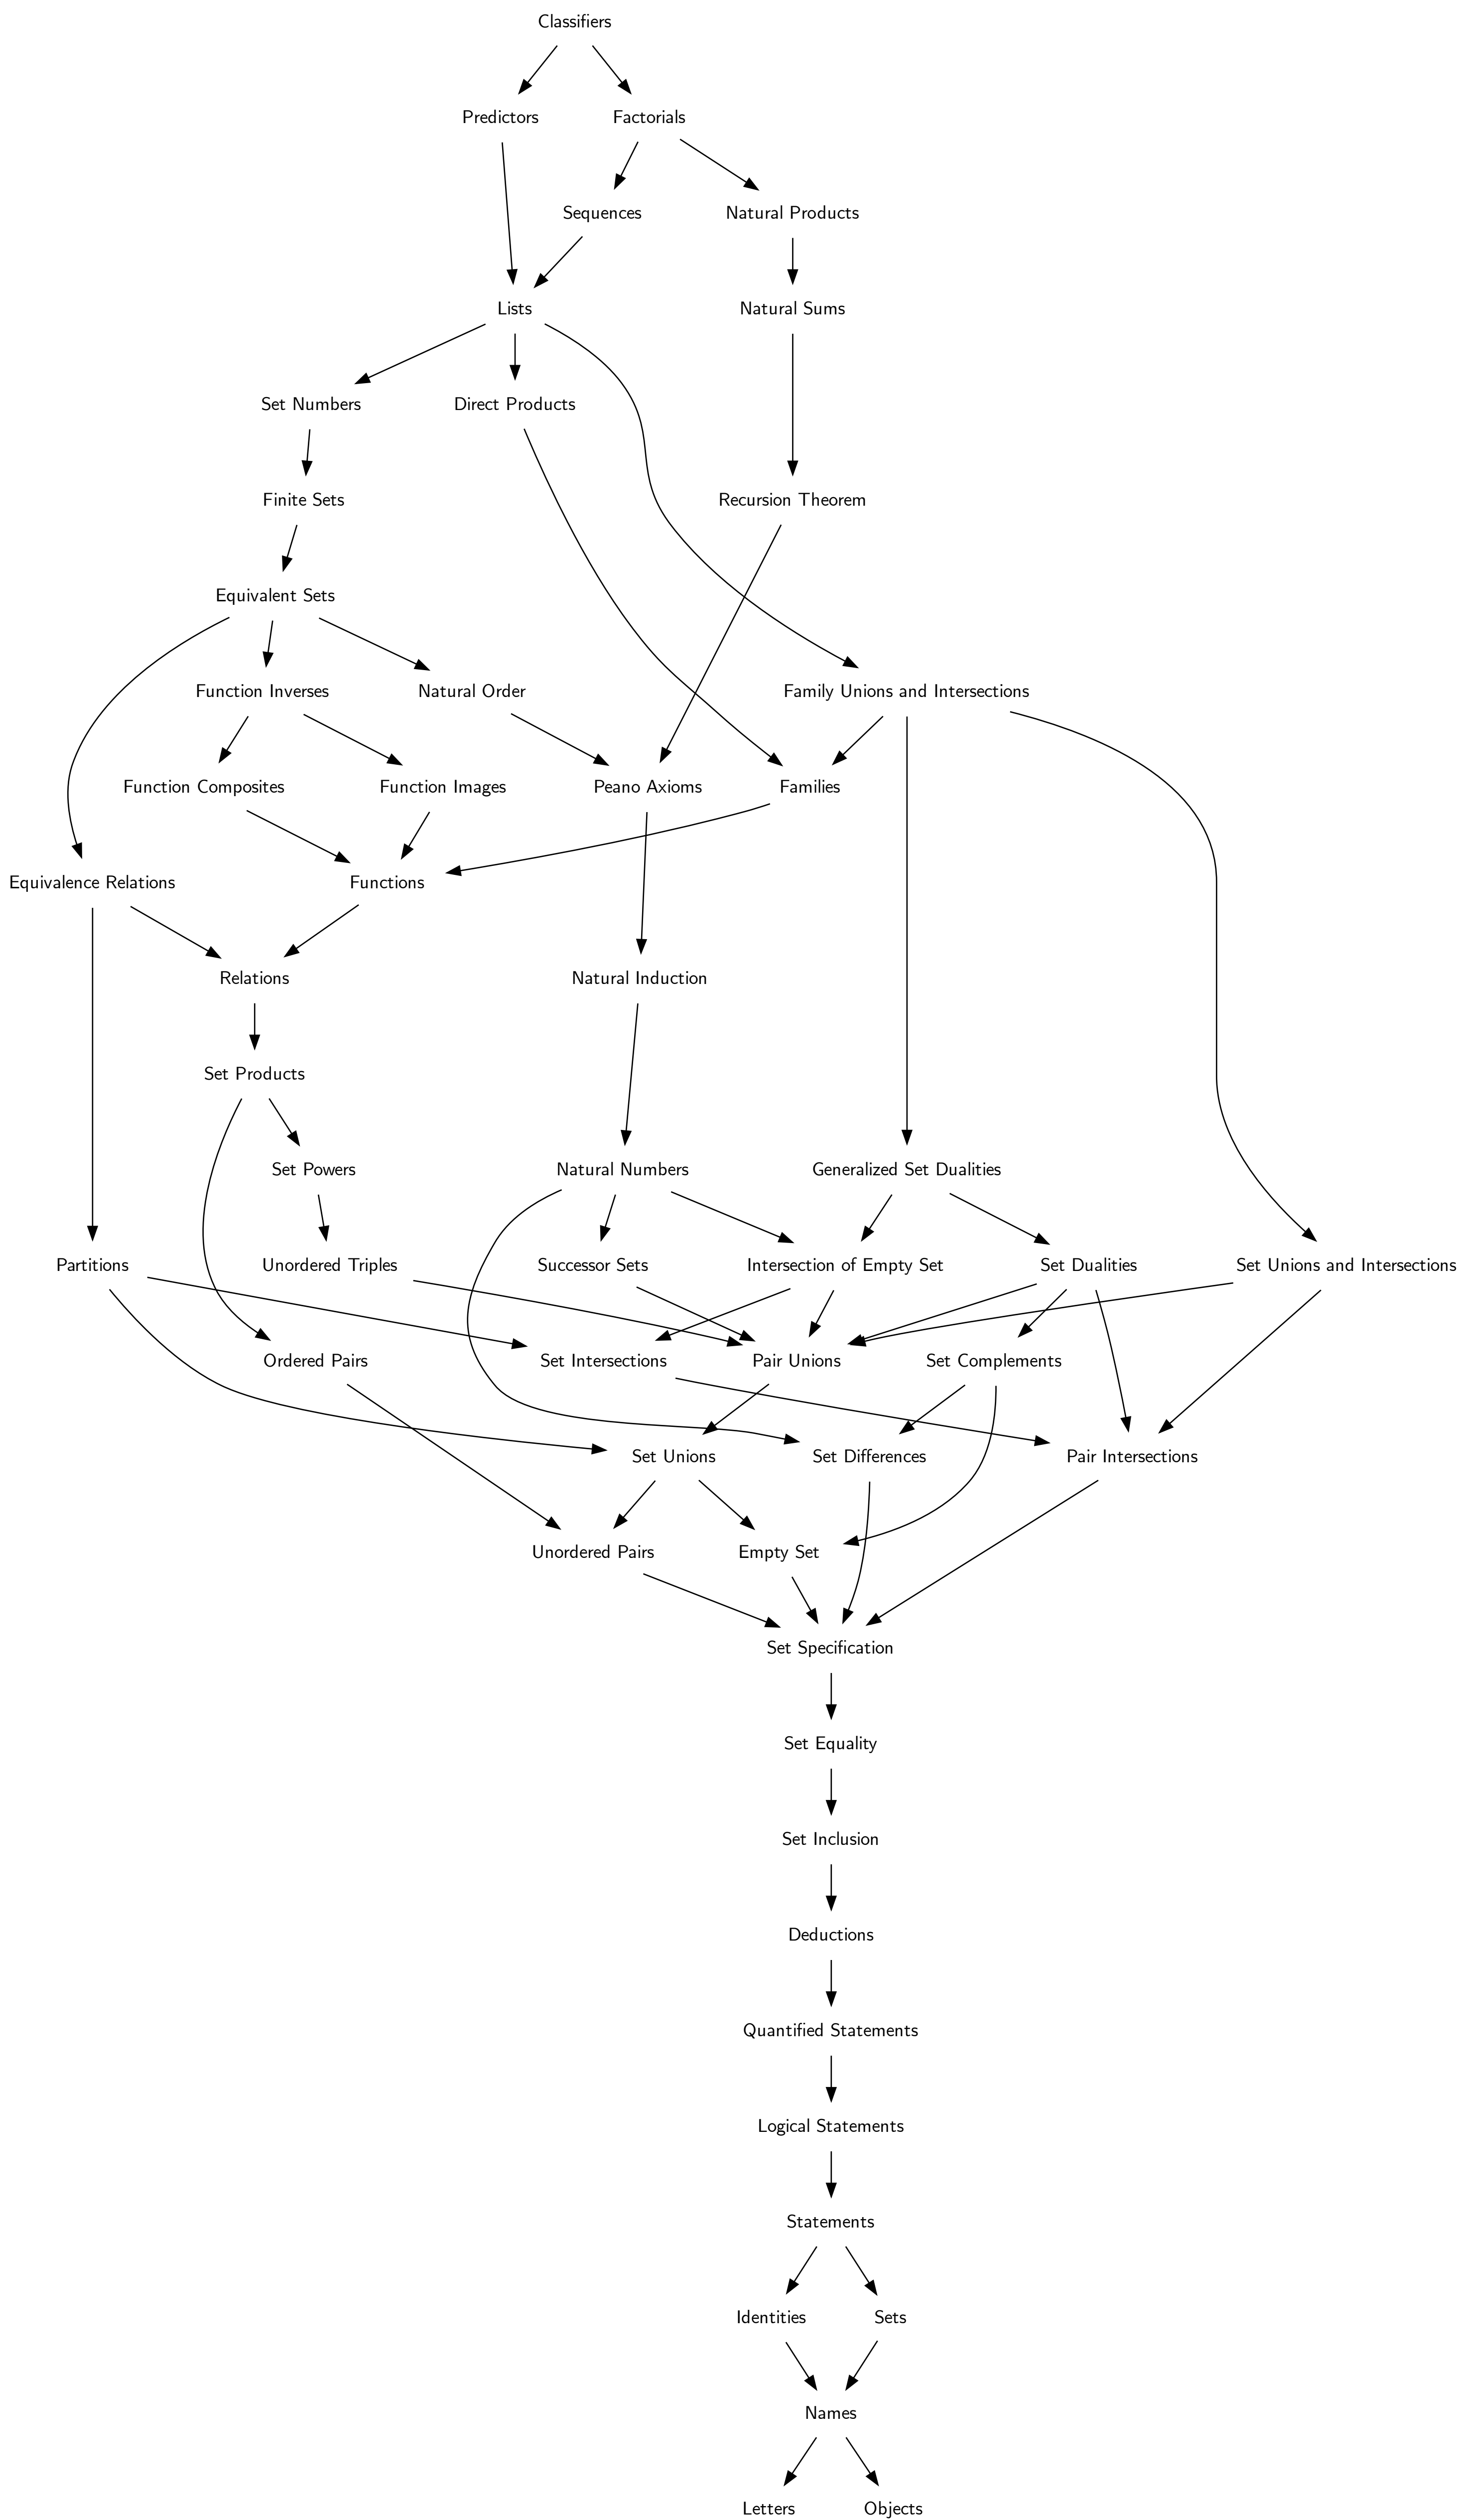 Classifiers
Predictors
Factorials
Sequences
Natural Products
Lists
Natural Sums
Set Numbers
Direct Products
Finite Sets
Recursion Theorem
Equivalent Sets
Function Inverses
Natural Order
Family Unions and Intersections
Function Composites
Function Images
Peano Axioms
Families
Equivalence Relations
Functions
Relations
Natural Induction
Set Products
Set Powers
Natural Numbers
Generalized Set Dualities
Partitions
Unordered Triples
Successor Sets
Intersection of Empty Set
Set Dualities
Set Unions and Intersections
Ordered Pairs
Set Intersections
Pair Unions
Set Complements
Set Unions
Set Differences
Pair Intersections
Unordered Pairs
Empty Set
Set Specification
Set Equality
Set Inclusion
Deductions
Quantified Statements
Logical Statements
Statements
Identities
Sets
Names
Letters
Objects